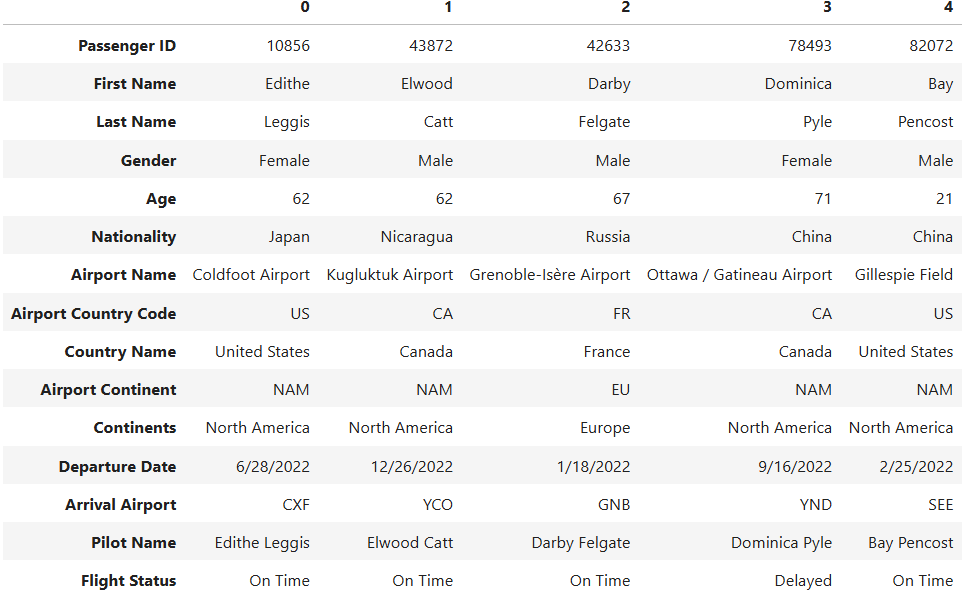 0 1 2 3 4
Passenger ID 10856 43872 42633 78493 82072
First Name Edithe Elwood Darby Dominica Bay
Last Name Leggis Catt Felgate Pyle Pencost
Gender Female Male Male Female Male
Age 62 62 67 71 21
Nationality Japan Nicaragua Russia China China
Airport Name Coldfoot Airport Kugluktuk Airport Grenoble-Isère Airport Ottawa / Gatineau Airport Gillespie Field
Airport Country Code US CA FR CA US
Country Name United States Canada France Canada United States
Airport Continent NAM NAM EU NAM NAM
Continents North America North America Europe North America North America
Departure Date 6/28/2022 12/26/2022 1/18/2022 9/16/2022 2/25/2022
Arrival Airport CXF YCO GNB YND SEE
Pilot Name Edithe Leggis Elwood Catt Darby Felgate Dominica Pyle Bay Pencost
Flight Status On Time On Time On Time Delayed On Time